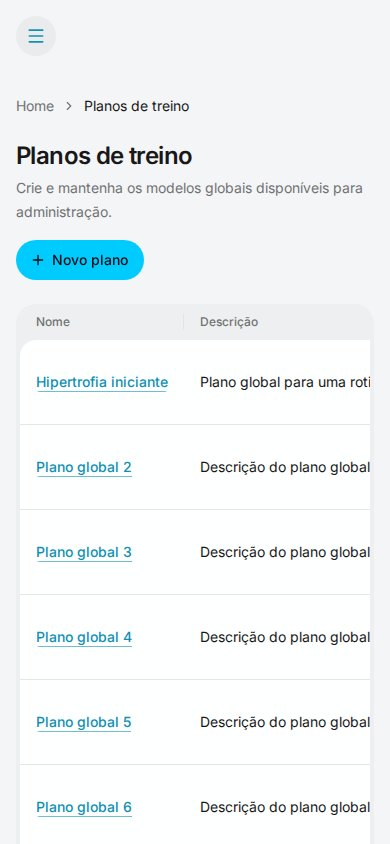 Home > Planos de treino
Planos de treino
Crie e mantenha os modelos globais disponíveis para
administração.
+ Novo plano
Nome Descrição
Hipertrofia iniciante Plano global para uma roti
Plano global 2 Descrição do plano global
Plano global 3 Descrição do plano global
Plano global 4 Descrição do plano global
Plano global 5 Descrição do plano global
Plano global 6 Descrição do plano global